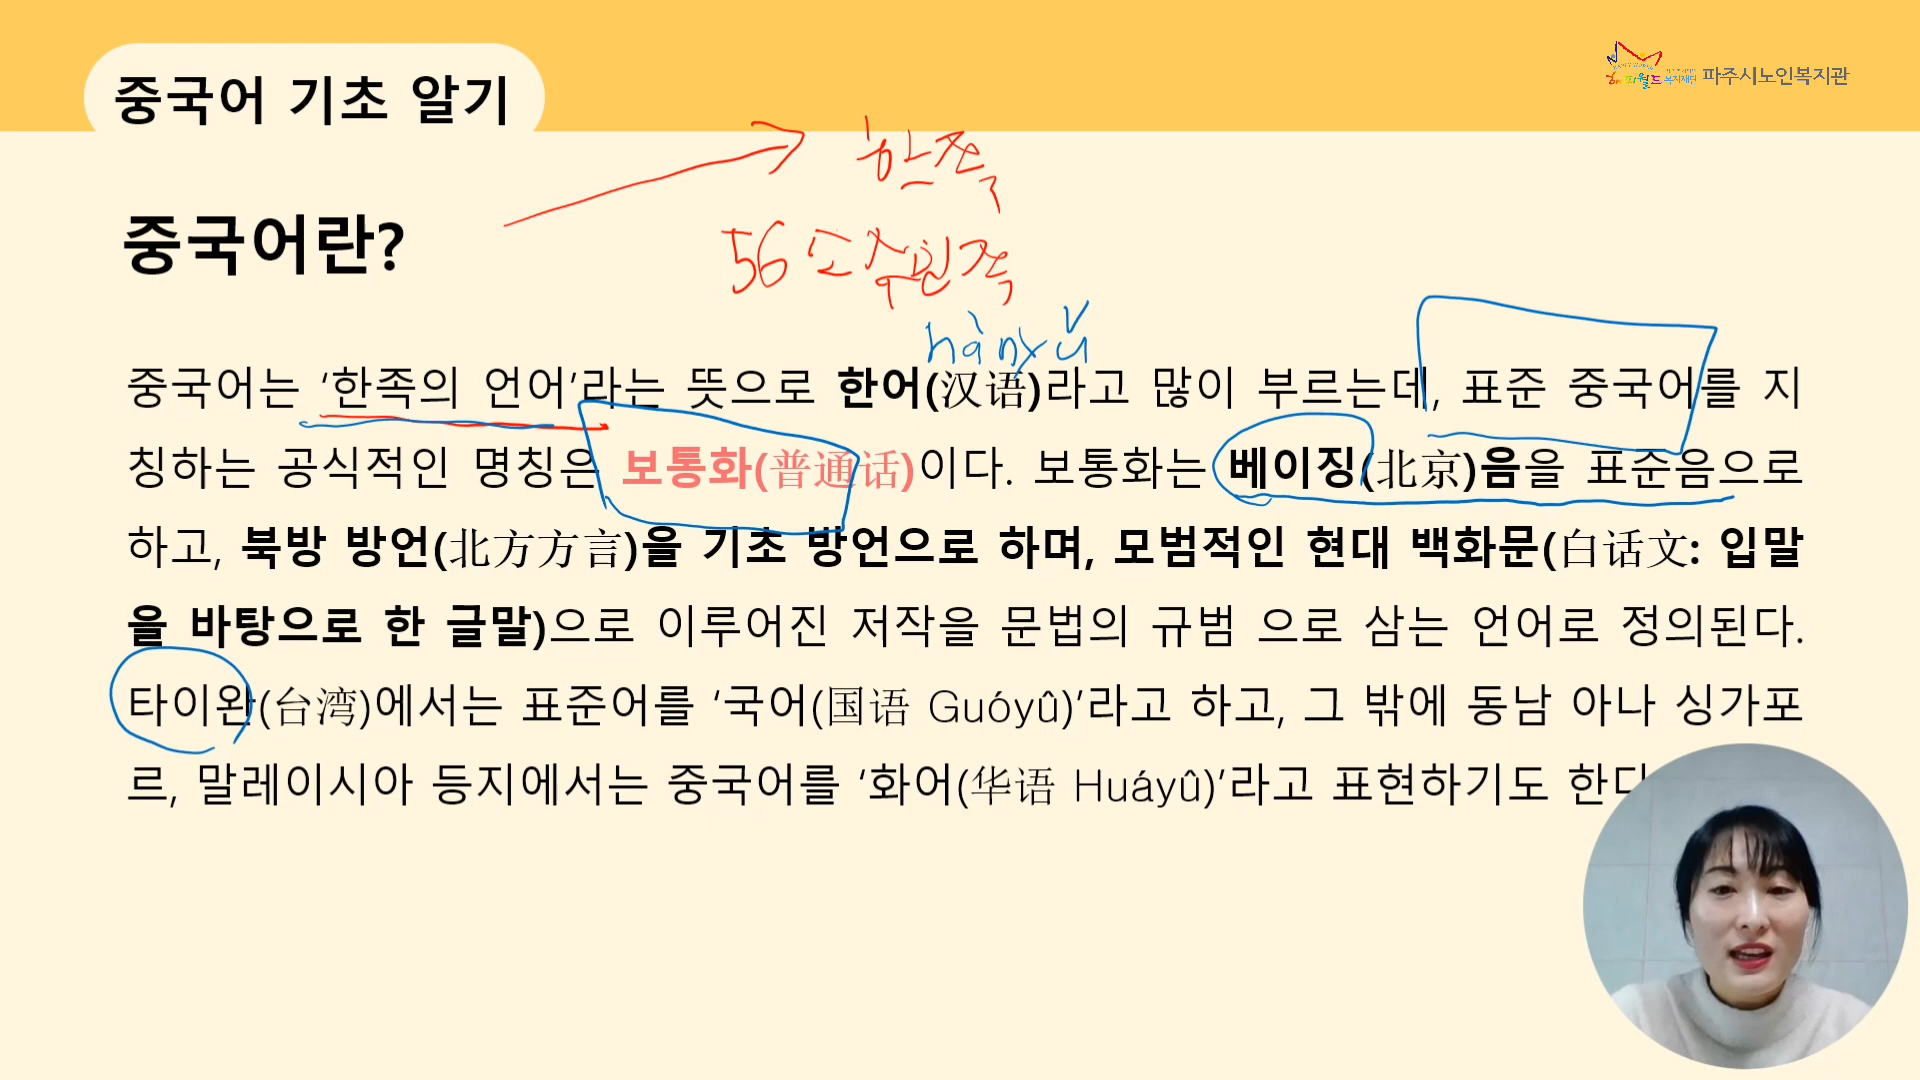 중국어 기초 알기
파주시노인복지관
한족
중국어란?
56 소수민족
hànyǔ
중국어는 ‘한족의 언어’라는 뜻으로 한어(汉语)라고 많이 부르는데, 표준 중국어를 지
칭하는 공식적인 명칭은 보통화(普通话)이다. 보통화는 베이징(北京)음을 표준음으로
하고, 북방 방언(北方方言)을 기초 방언으로 하며, 모범적인 현대 백화문(白话文: 입말
을 바탕으로 한 글말)으로 이루어진 저작을 문법의 규범 으로 삼는 언어로 정의된다.
타이완(台湾)에서는 표준어를 ‘국어(国语 Guóyû)’라고 하고, 그 밖에 동남 아나 싱가포
르, 말레이시아 등지에서는 중국어를 ‘화어(华语 Huáyû)’라고 표현하기도 한다